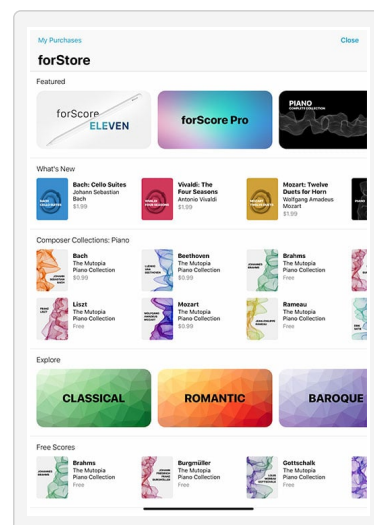 My Purchases
Close
forStore
Featured
forScore
ELEVEN
forScore Pro
PIANO
COMPLETE COLLECTION
What's New
Bach: Cello Suites
Johann Sebastian
Bach
$1.99
Vivaldi: The
Four Seasons
Antonio Vivaldi
$1.99
Mozart: Twelve
Duets for Horn
Wolfgang Amadeus
Mozart
$1.99
Composer Collections: Piano
Bach
The Mutopia
Piano Collection
$0.99
Beethoven
The Mutopia
Piano Collection
$0.99
Brahms
The Mutopia
Piano Collection
Free
Liszt
The Mutopia
Piano Collection
Free
Mozart
The Mutopia
Piano Collection
$0.99
Rameau
The Mutopia
Piano Collection
Free
Explore
CLASSICAL
ROMANTIC
BAROQUE
Free Scores
Brahms
The Mutopia
Piano Collection
Free
Burgmüller
The Mutopia
Piano Collection
Free
Gottschalk
The Mutopia
Piano Collection
Free